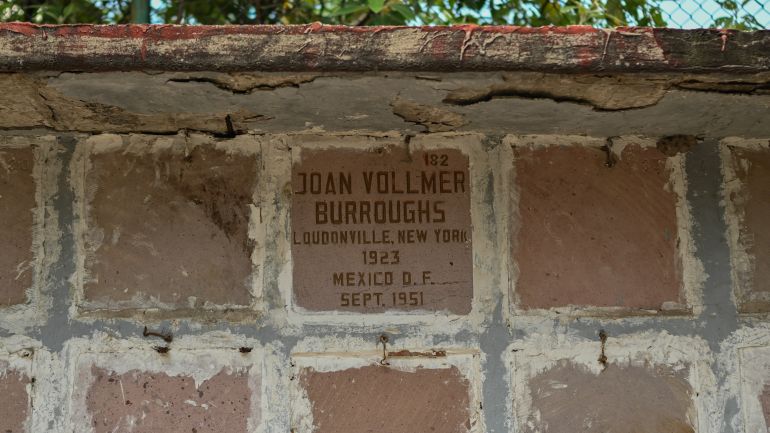 182
JOAN VOLLMER
BURROUGHS
LOUDONVILLE, NEW YORK
1923
MEXICO D. F.
SEPT. 1951